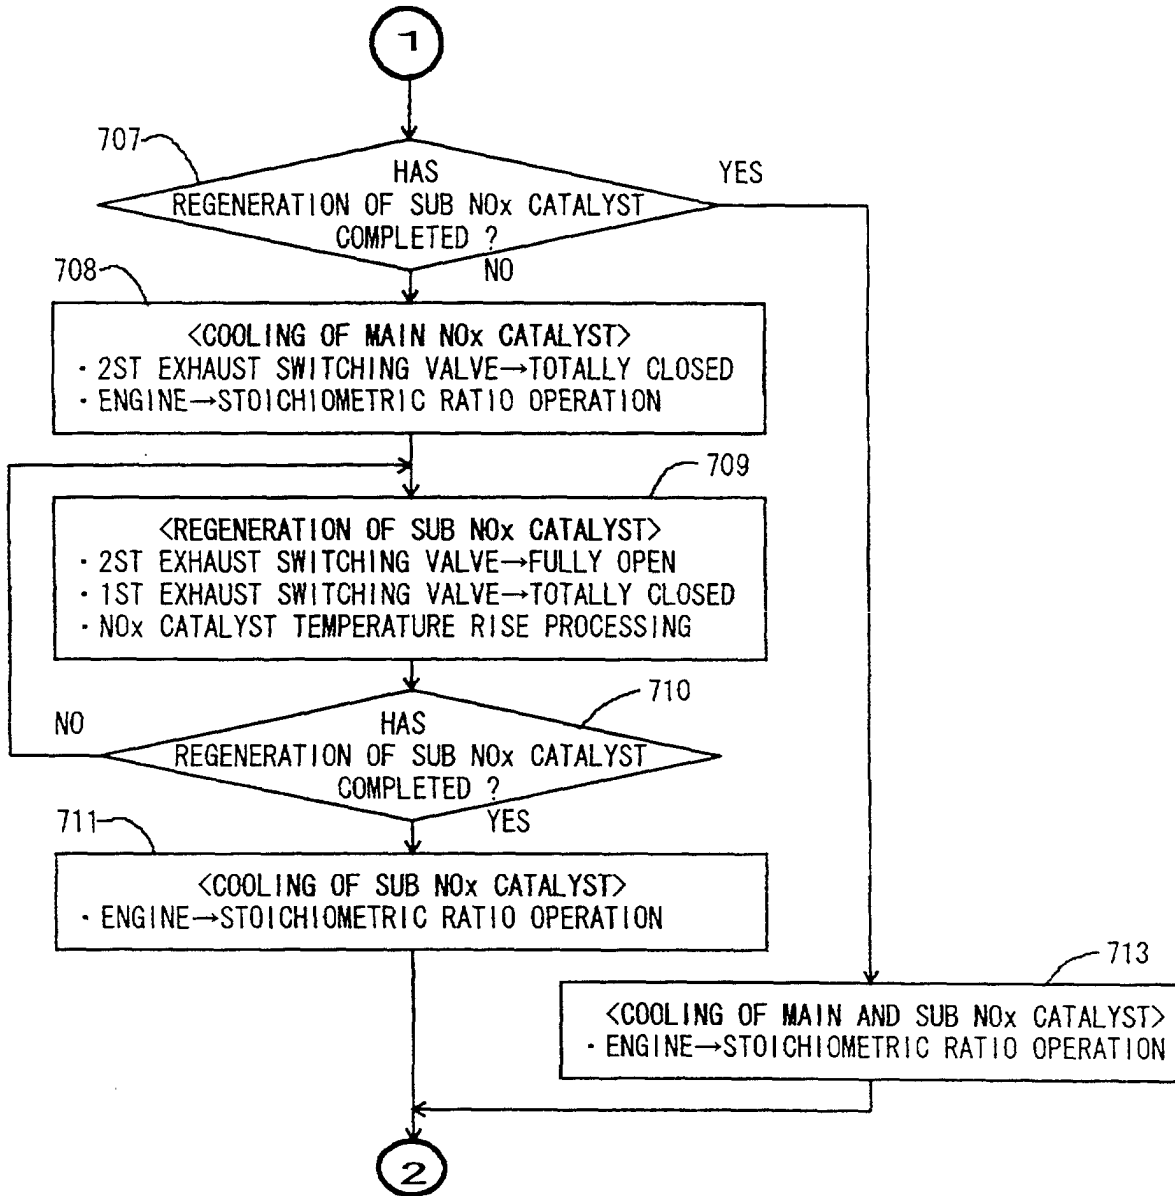 1
707
HAS
REGENERATION OF SUB NOx CATALYST
COMPLETED ?
YES
NO
708
<COOLING OF MAIN NOx CATALYST>
・2ST EXHAUST SWITCHING VALVE→TOTALLY CLOSED
・ENGINE→STOICHIOMETRIC RATIO OPERATION
709
<REGENERATION OF SUB NOx CATALYST>
・2ST EXHAUST SWITCHING VALVE→FULLY OPEN
・1ST EXHAUST SWITCHING VALVE→TOTALLY CLOSED
・NOx CATALYST TEMPERATURE RISE PROCESSING
710
NO
HAS
REGENERATION OF SUB NOx CATALYST
COMPLETED ?
YES
711
<COOLING OF SUB NOx CATALYST>
・ENGINE→STOICHIOMETRIC RATIO OPERATION
713
<COOLING OF MAIN AND SUB NOx CATALYST>
・ENGINE→STOICHIOMETRIC RATIO OPERATION
2